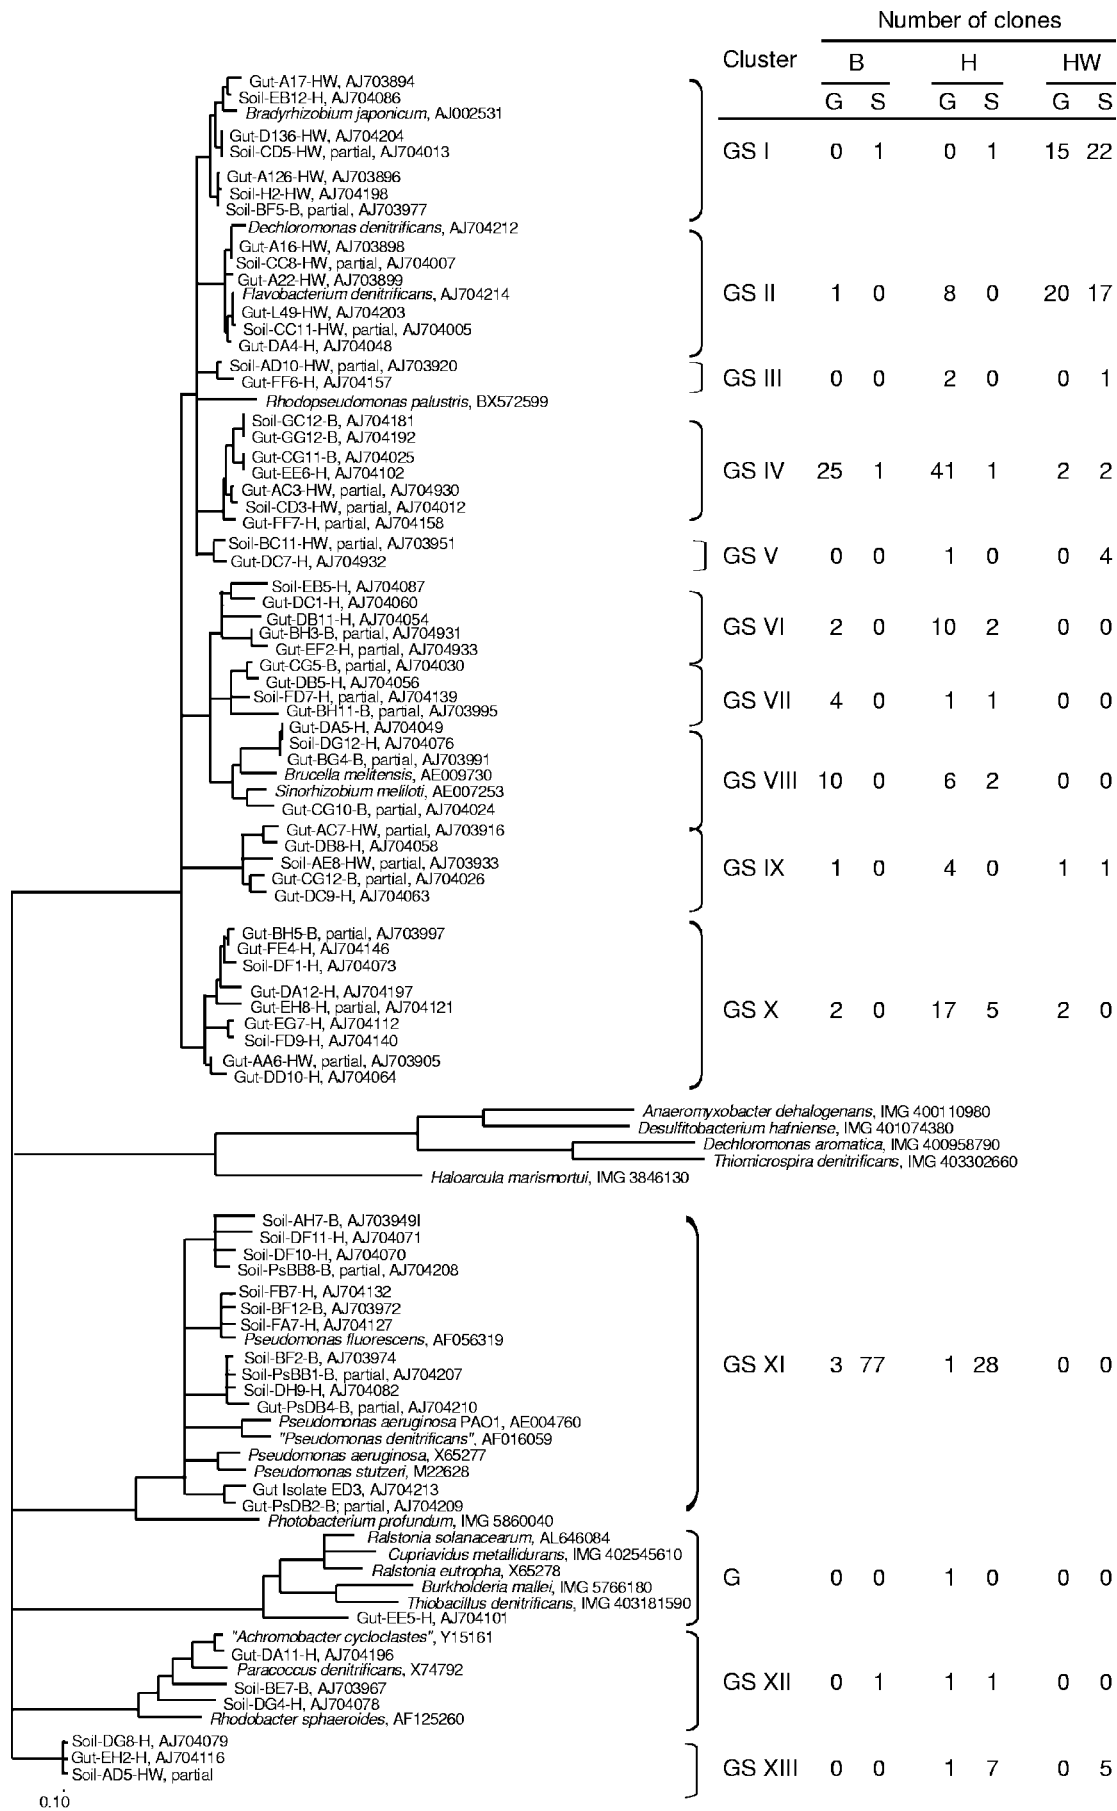 Number of clones
Cluster B H HW
G S G S G S
Gut-A17-HW, AJ703894
Soil-EB12-H, AJ704086
Bradyrhizobium japonicum, AJ002531
Gut-D136-HW, AJ704204
Soil-CD5-HW, partial, AJ704013
GS I 0 1 0 1 15 22
Gut-A126-HW, AJ703896
Soil-H2-HW, AJ704198
Soil-BF5-B, partial, AJ703977
Dechloromonas denitrificans, AJ704212
Gut-A16-HW, AJ703898
Soil-CC8-HW, partial, AJ704007
Gut-A22-HW, AJ703899
Flavobacterium denitrificans, AJ704214
GS II 1 0 8 0 20 17
Gut-L49-HW, AJ704203
Soil-CC11-HW, partial, AJ704005
Gut-DA4-H, AJ704048
Soil-AD10-HW, partial, AJ703920
Gut-FF6-H, AJ704157
GS III 0 0 2 0 0 1
Rhodopseudomonas palustris, BX572599
Soil-GC12-B, AJ704181
Gut-GG12-B, AJ704192
Gut-CG11-B, AJ704025
Gut-EE6-H, AJ704102
GS IV 25 1 41 1 2 2
Gut-AC3-HW, partial, AJ704930
Soil-CD3-HW, partial, AJ704012
Gut-FF7-H, partial, AJ704158
Soil-BC11-HW, partial, AJ703951
Gut-DC7-H, AJ704932
GS V 0 0 1 0 0 4
Soil-EB5-H, AJ704087
Gut-DC1-H, AJ704060
Gut-DB11-H, AJ704054
Gut-BH3-B, partial, AJ704931
GS VI 2 0 10 2 0 0
Gut-EF2-H, partial, AJ704933
Gut-CG5-B, partial, AJ704030
Gut-DB5-H, AJ704056
Soil-FD7-H, partial, AJ704139
GS VII 4 0 1 1 0 0
Gut-BH11-B, partial, AJ703995
Gut-DA5-H, AJ704049
Soil-DG12-H, AJ704076
Gut-BG4-B, partial, AJ703991
Brucella melitensis, AE009730
GS VIII 10 0 6 2 0 0
Sinorhizobium meliloti, AE007253
Gut-CG10-B, partial, AJ704024
Gut-AC7-HW, partial, AJ703916
Gut-DB8-H, AJ704058
Soil-AE8-HW, partial, AJ703933
GS IX 1 0 4 0 1 1
Gut-CG12-B, partial, AJ704026
Gut-DC9-H, AJ704063
Gut-BH5-B, partial, AJ703997
Gut-FE4-H, AJ704146
Soil-DF1-H, AJ704073
Gut-DA12-H, AJ704197
Gut-EH8-H, partial, AJ704121
GS X 2 0 17 5 2 0
Gut-EG7-H, AJ704112
Soil-FD9-H, AJ704140
Gut-AA6-HW, partial, AJ703905
Gut-DD10-H, AJ704064
Anaeromyxobacter dehalogenans, IMG 400110980
Desulfitobacterium hafniense, IMG 401074380
Dechloromonas aromatica, IMG 400958790
Thiomicrospira denitrificans, IMG 403302660
Haloarcula marismortui, IMG 3846130
Soil-AH7-B, AJ703949I
Soil-DF11-H, AJ704071
Soil-DF10-H, AJ704070
Soil-PsBB8-B, partial, AJ704208
Soil-FB7-H, AJ704132
Soil-BF12-B, AJ703972
Soil-FA7-H, AJ704127
Pseudomonas fluorescens, AF056319
Soil-BF2-B, AJ703974
GS XI 3 77 1 28 0 0
Soil-PsBB1-B, partial, AJ704207
Soil-DH9-H, AJ704082
Gut-PsDB4-B, partial, AJ704210
Pseudomonas aeruginosa PAO1, AE004760
"Pseudomonas denitrificans", AF016059
Pseudomonas aeruginosa, X65277
Pseudomonas stutzeri, M22628
Gut Isolate ED3, AJ704213
Gut-PsDB2-B; partial, AJ704209
Photobacterium profundum, IMG 5860040
Ralstonia solanacearum, AL646084
Cupriavidus metallidurans, IMG 402545610
Ralstonia eutropha, X65278
G 0 0 1 0 0 0
Burkholderia mallei, IMG 5766180
Thiobacillus denitrificans, IMG 403181590
Gut-EE5-H, AJ704101
"Achromobacter cycloclastes", Y15161
Gut-DA11-H, AJ704196
Paracoccus denitrificans, X74792
GS XII 0 1 1 1 0 0
Soil-BE7-B, AJ703967
Soil-DG4-H, AJ704078
Rhodobacter sphaeroides, AF125260
Soil-DG8-H, AJ704079
Gut-EH2-H, AJ704116
GS XIII 0 0 1 7 0 5
Soil-AD5-HW, partial
0.10